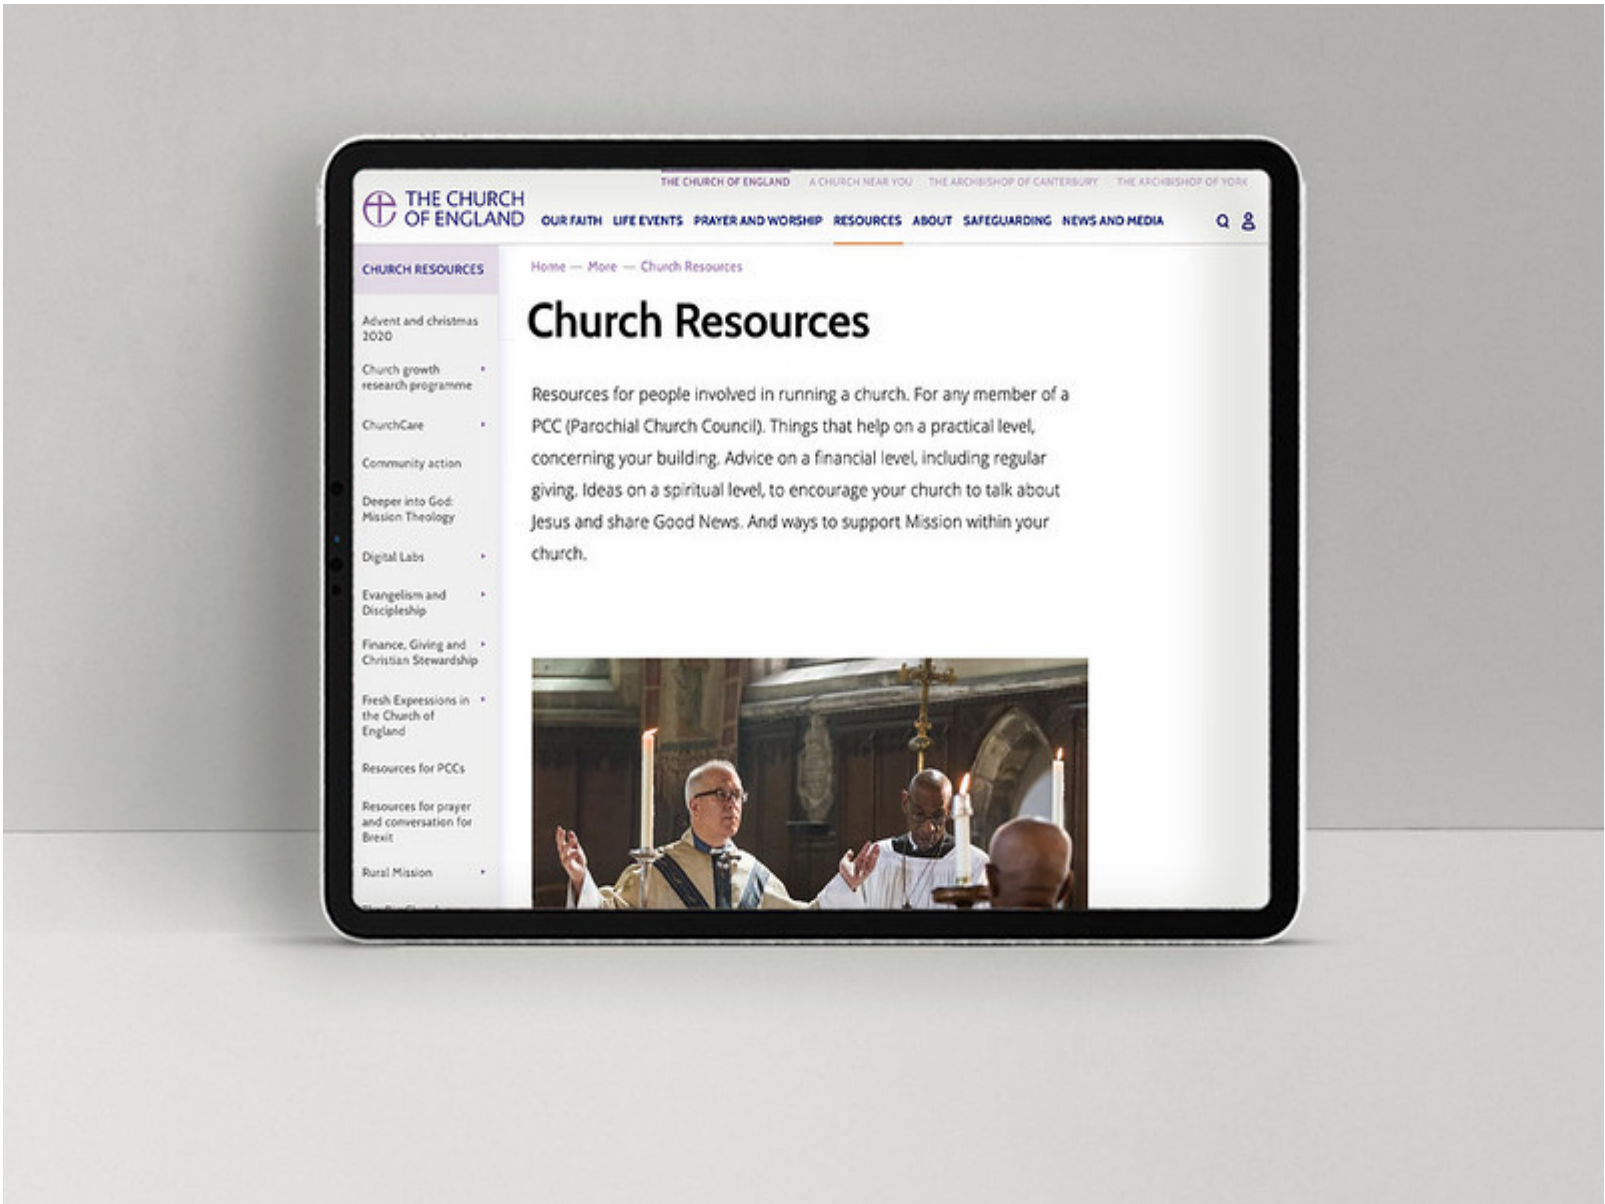 THE CHURCH OF ENGLAND A CHURCH NEAR YOU THE ARCHBISHOP OF CANTERBURY THE ARCHBISHOP OF YORK
THE CHURCH
OF ENGLAND
OUR FAITH LIFE EVENTS PRAYER AND WORSHIP RESOURCES ABOUT SAFEGUARDING NEWS AND MEDIA
CHURCH RESOURCES
Advent and christmas
2020
Church growth
research programme
ChurchCare
Community action
Deeper into God:
Mission Theology
Digital Labs
Evangelism and
Discipleship
Finance, Giving and
Christian Stewardship
Fresh Expressions in
the Church of
England
Resources for PCCs
Resources for prayer
and conversation for
Brexit
Rural Mission
Home — More — Church Resources
Church Resources
Resources for people involved in running a church. For any member of a
PCC (Parochial Church Council). Things that help on a practical level,
concerning your building. Advice on a financial level, including regular
giving. Ideas on a spiritual level, to encourage your church to talk about
Jesus and share Good News. And ways to support Mission within your
church.